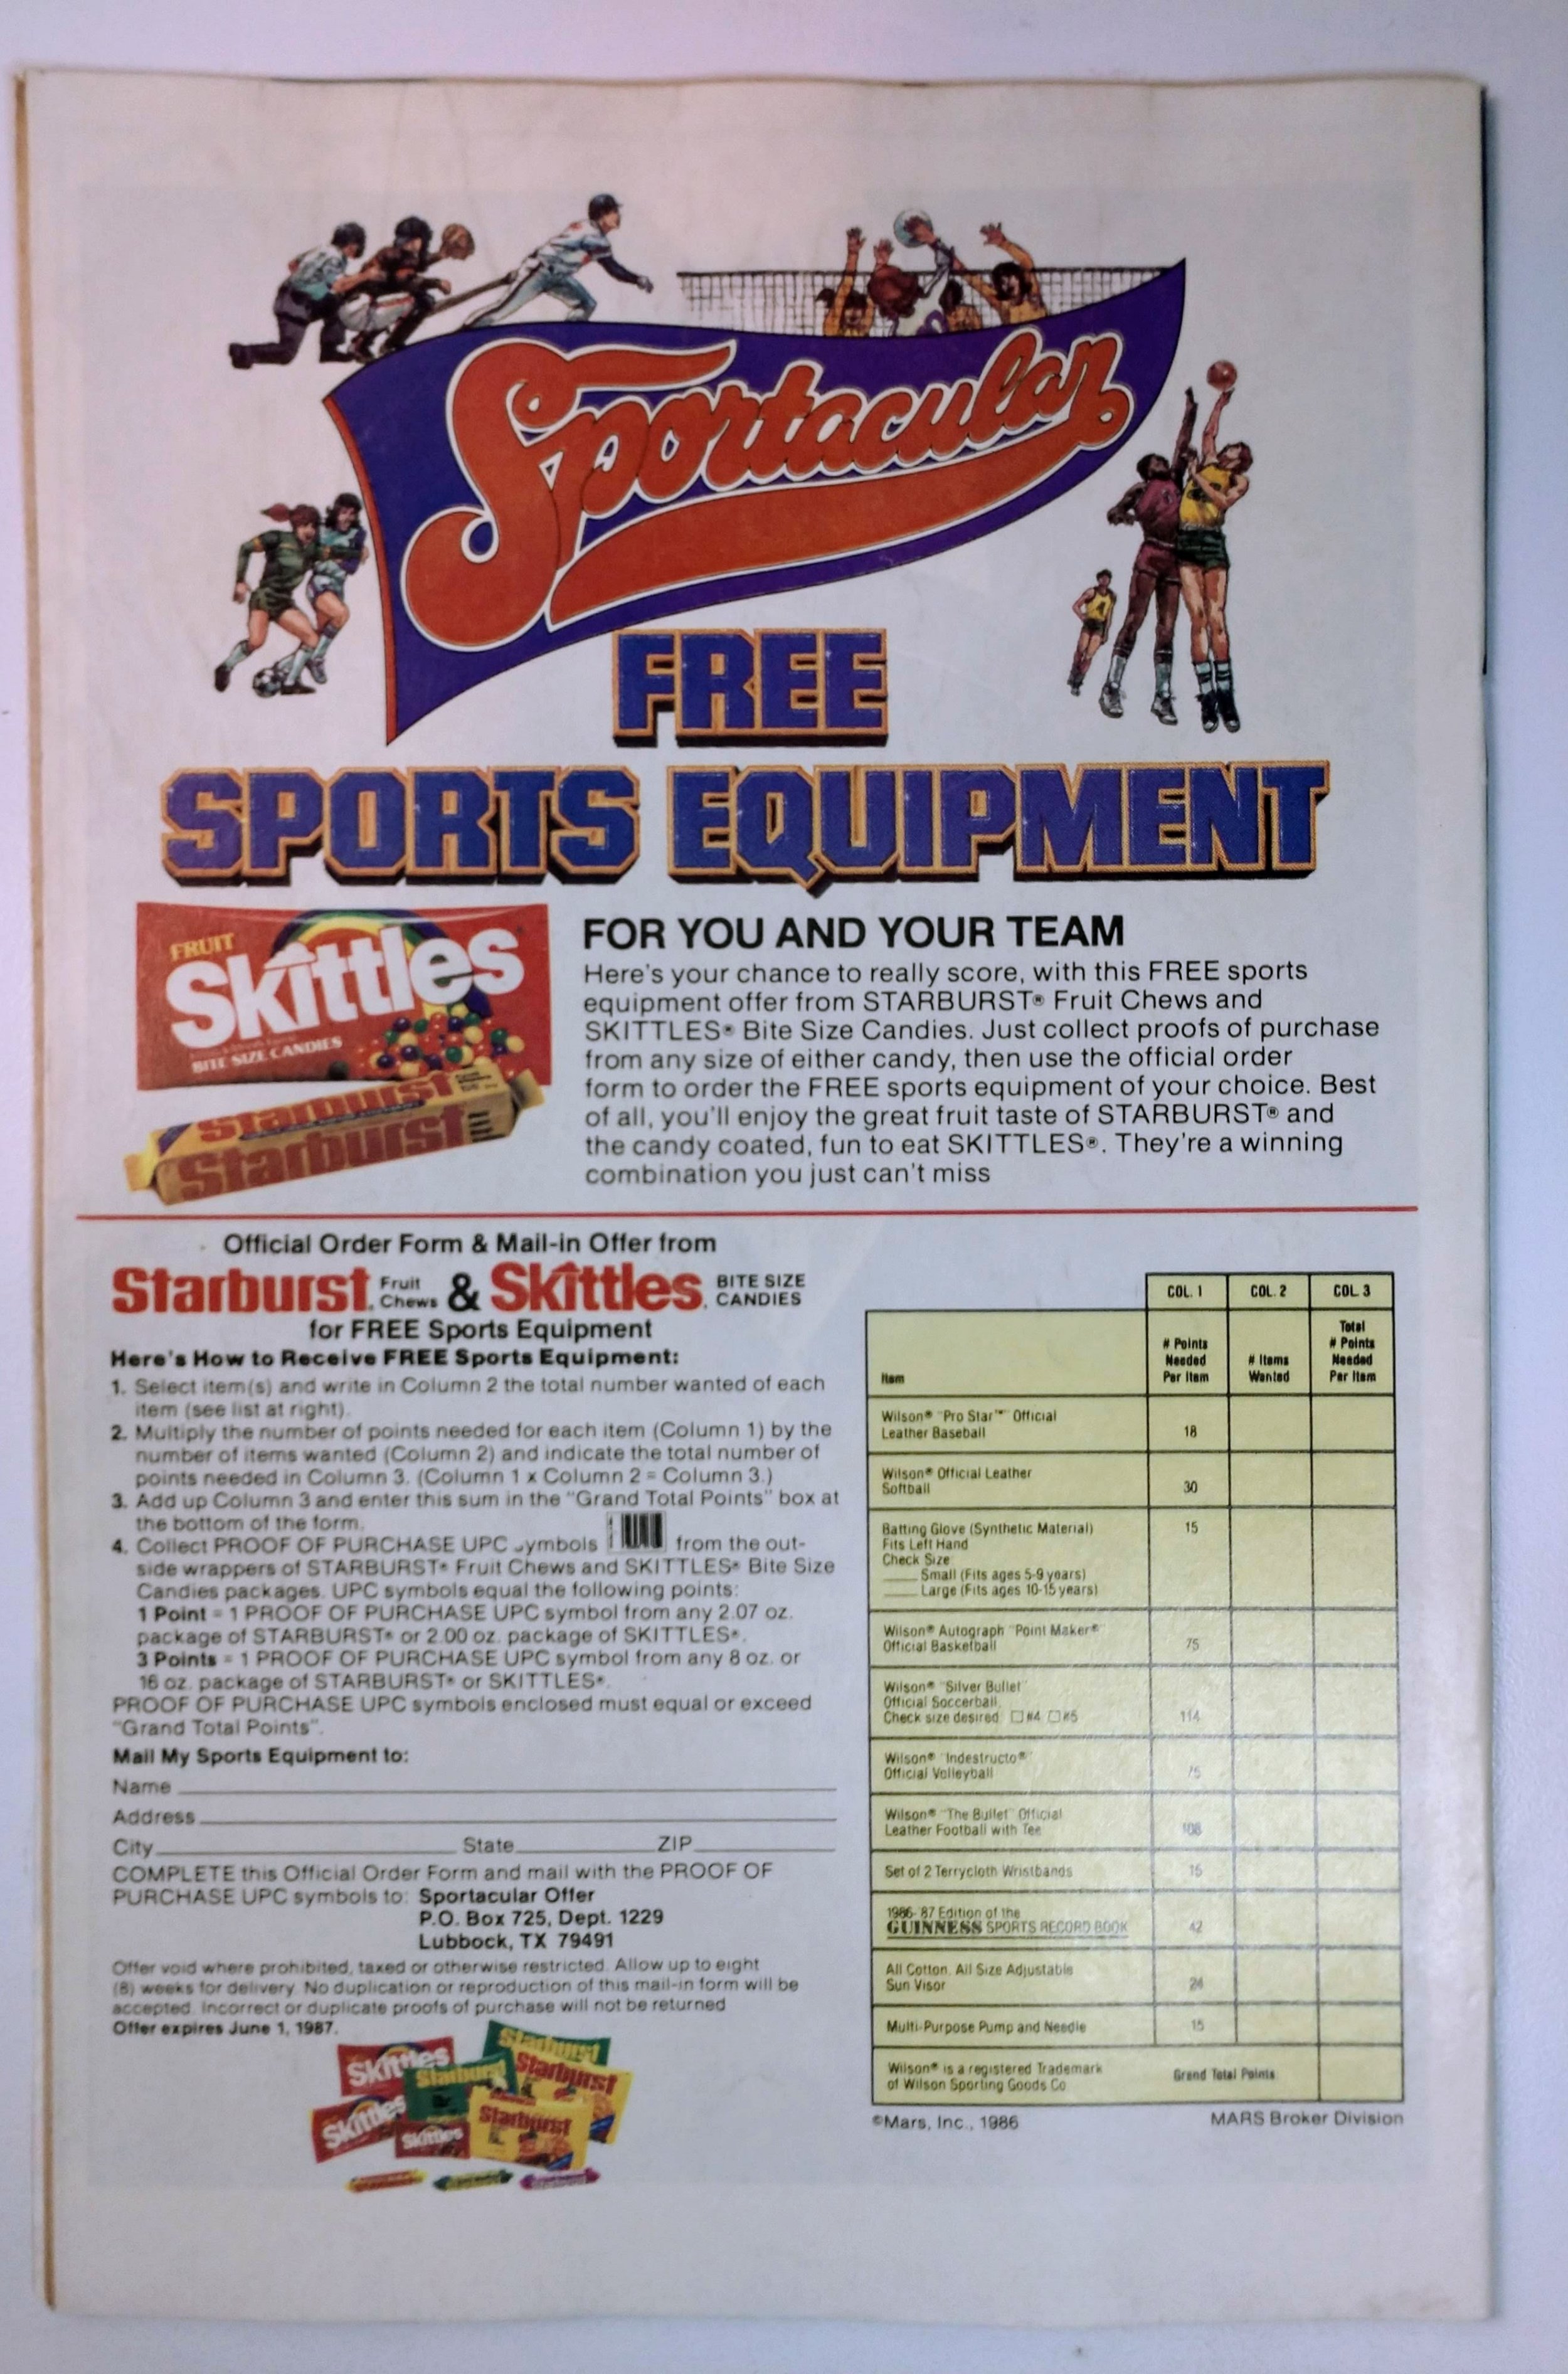 Sportacular
FREE
SPORTS EQUIPMENT
FRUIT
Skittles
BITE SIZE CANDIES
Starburst
Starburst
FOR YOU AND YOUR TEAM
Here's your chance to really score, with this FREE sports
equipment offer from STARBURST® Fruit Chews and
SKITTLES® Bite Size Candies. Just collect proofs of purchase
from any size of either candy, then use the official order
form to order the FREE sports equipment of your choice. Best
of all, you'll enjoy the great fruit taste of STARBURST® and
the candy coated, fun to eat SKITTLES®. They're a winning
combination you just can't miss
Official Order Form & Mail-in Offer from
Starburst® Fruit Chews & Skittles® BITE SIZE CANDIES
for FREE Sports Equipment
Here's How to Receive FREE Sports Equipment:
1. Select item(s) and write in Column 2 the total number wanted of each
item (see list at right).
2. Multiply the number of points needed for each item (Column 1) by the
number of items wanted (Column 2) and indicate the total number of
points needed in Column 3. (Column 1 x Column 2 = Column 3.)
3. Add up Column 3 and enter this sum in the "Grand Total Points" box at
the bottom of the form.
4. Collect PROOF OF PURCHASE UPC symbols from the out-
side wrappers of STARBURST® Fruit Chews and SKITTLES® Bite Size
Candies packages. UPC symbols equal the following points:
1 Point = 1 PROOF OF PURCHASE UPC symbol from any 2.07 oz.
package of STARBURST® or 2.00 oz. package of SKITTLES®.
3 Points = 1 PROOF OF PURCHASE UPC symbol from any 8 oz. or
16 oz. package of STARBURST® or SKITTLES®.
PROOF OF PURCHASE UPC symbols enclosed must equal or exceed
"Grand Total Points".
Mail My Sports Equipment to:
Name
Address
City State ZIP
COMPLETE this Official Order Form and mail with the PROOF OF
PURCHASE UPC symbols to: Sportacular Offer
P.O. Box 725, Dept. 1229
Lubbock, TX 79491
Offer void where prohibited, taxed or otherwise restricted. Allow up to eight
(8) weeks for delivery. No duplication or reproduction of this mail-in form will be
accepted. Incorrect or duplicate proofs of purchase will not be returned
Offer expires June 1, 1987.
Skittles
Starburst
Starburst
Starburst
Skittles
Skittles
Starburst
COL. 1 COL. 2 COL. 3
Item # Points Needed Per Item # Items Wanted Total # Points Needed Per Item
Wilson® "Pro Star™" Official
Leather Baseball 18
Wilson® Official Leather
Softball 30
Batting Glove (Synthetic Material) 15
Fits Left Hand
Check Size
Small (Fits ages 5-9 years)
Large (Fits ages 10-15 years)
Wilson® Autograph "Point Maker®"
Official Basketball 75
Wilson® "Silver Bullet"
Official Soccerball
Check size desired ☐ #4 ☐ #5 114
Wilson® "Indestructo®"
Official Volleyball 75
Wilson® "The Bullet" Official
Leather Football with Tee 108
Set of 2 Terrycloth Wristbands 15
1986-'87 Edition of the
GUINNESS SPORTS RECORD BOOK 42
All Cotton, All Size Adjustable
Sun Visor 24
Multi-Purpose Pump and Needle 15
Wilson® is a registered Trademark
of Wilson Sporting Goods Co Grand Total Points
©Mars, Inc., 1986 MARS Broker Division